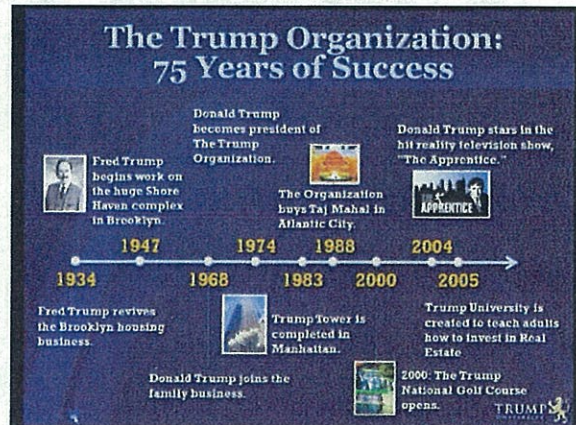 The Trump Organization:
75 Years of Success
Donald Trump
becomes president of
The Trump
Organization.
Donald Trump stars in the
hit reality television show,
"The Apprentice."
Fred Trump
begins work on
the huge Shore
Haven complex
in Brooklyn.
The Organization
buys Taj Mahal in
Atlantic City.
APPRENTICE
1947
1974
1988
2004
1934
1968
1983
2000
2005
Fred Trump revives
the Brooklyn housing
business.
Trump Tower is
completed in
Manhattan.
Trump University is
created to teach adults
how to invest in Real
Estate
Donald Trump joins the
family business.
2000: The Trump
National Golf Course
opens.
TRUMP